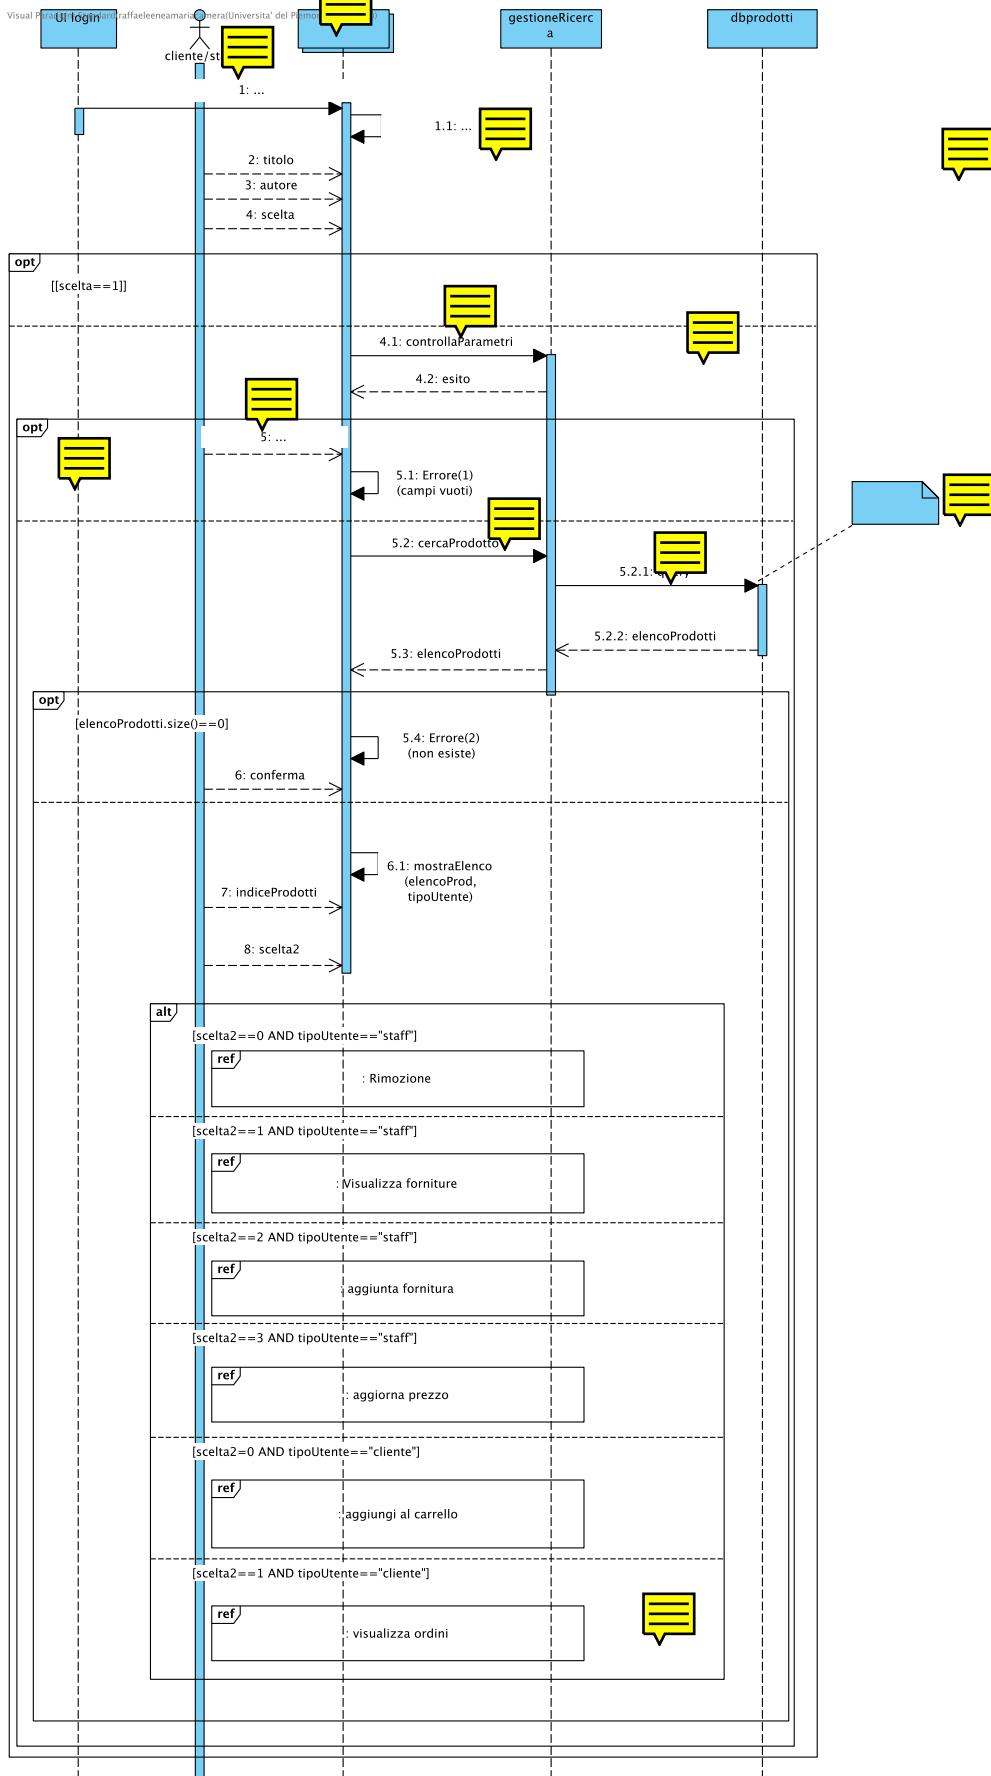 UI login
gestioneRicerc
a
dbprodotti
cliente/st
1: ...
1.1: ...
2: titolo
3: autore
4: scelta
opt
[[scelta==1]]
4.1: controllaParametri
4.2: esito
opt
5: ...
5.1: Errore(1)
(campi vuoti)
5.2: cercaProdotto
5.2.1:
5.2.2: elencoProdotti
5.3: elencoProdotti
opt
[elencoProdotti.size()==0]
5.4: Errore(2)
(non esiste)
6: conferma
6.1: mostraElenco
(elencoProd,
tipoUtente)
7: indiceProdotti
8: scelta2
alt
[scelta2==0 AND tipoUtente=="staff"]
ref
: Rimozione
[scelta2==1 AND tipoUtente=="staff"]
ref
: Visualizza forniture
[scelta2==2 AND tipoUtente=="staff"]
ref
: aggiunta fornitura
[scelta2==3 AND tipoUtente=="staff"]
ref
: aggiorna prezzo
[scelta2=0 AND tipoUtente=="cliente"]
ref
: aggiungi al carrello
[scelta2==1 AND tipoUtente=="cliente"]
ref
: visualizza ordini